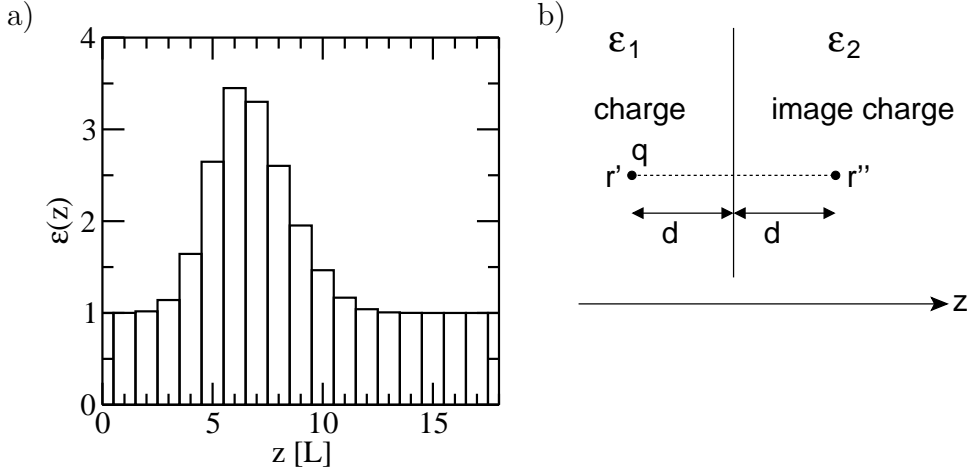 a)
4
3
2
1
0
ε(z)
0 5 10 15
z [L]
b)
ε1 ε2
charge image charge
q
r' r''
d d
z